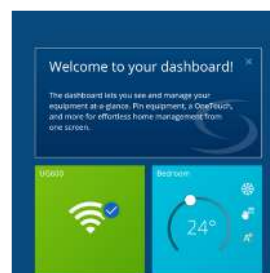 Welcome to your dashboard!
The dashboard lets you see and manage your
equipment at-a-glance. Pin equipment, a OneTouch,
and more for effortless home management from
one screen.
UG600
Bedroom
24°